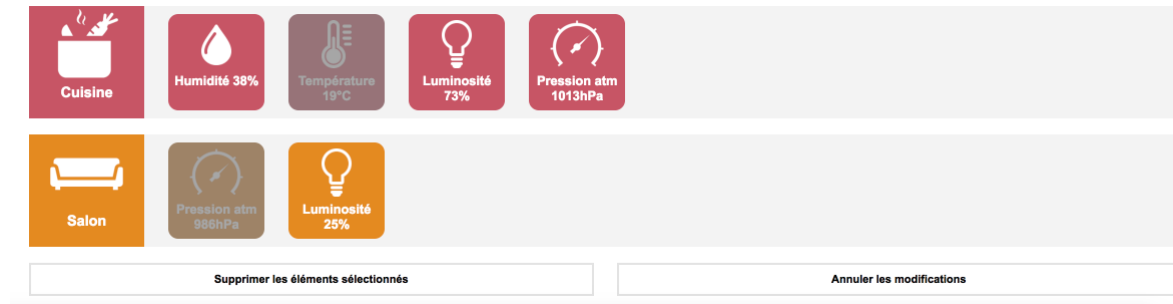 Cuisine
Humidité 38%
Température
19°C
Luminosité
73%
Pression atm
1013hPa
Salon
Pression atm
986hPa
Luminosité
25%
Supprimer les éléments sélectionnés
Annuler les modifications